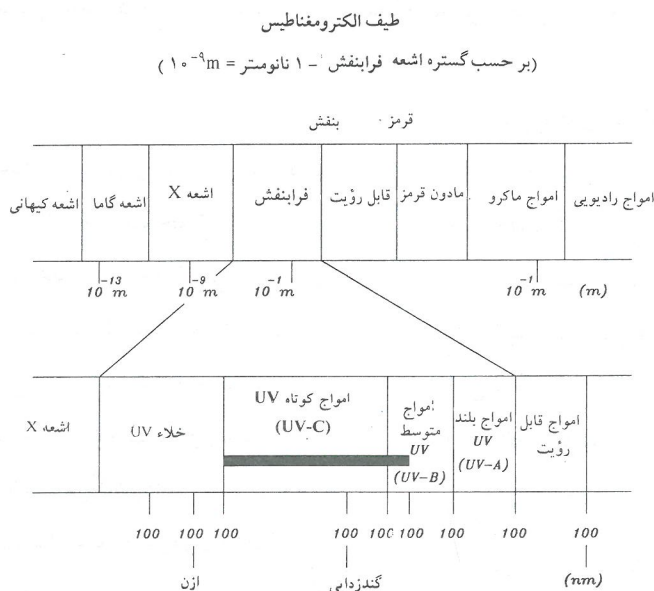 طیف الکترومغناطیس
(بر حسب گستره اشعه فرابنفش - ۱ نانومتر = ۱۰⁻⁹m)
قرمز بنفش
اشعه کیهانی اشعه گاما اشعه X فرابنفش قابل رؤیت مادون قرمز امواج ماکرو امواج رادیویی
10⁻¹³ m 10⁻⁹ m 10⁻¹ m 10⁻¹ m (m)
اشعه X خلاء UV امواج کوتاه UV (UV-C) امواج متوسط UV (UV-B) امواج بلند UV (UV-A) امواج قابل رؤیت
100 100 100 100 100 100 100 100 100
ازن گندزدایی (nm)